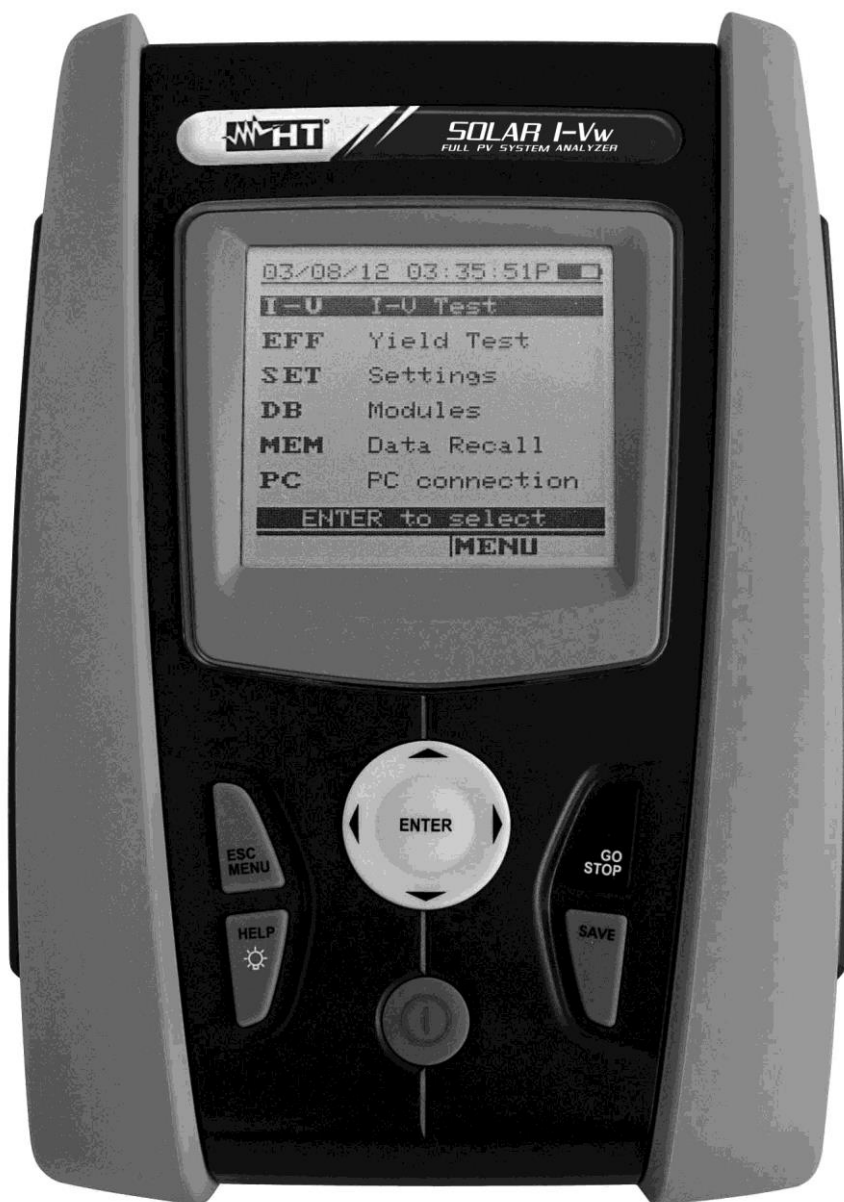 HT
SOLAR I-Vw
FULL PV SYSTEM ANALYZER
03/08/12 03:35:51P
I-V I-V Test
EFF Yield Test
SET Settings
DB Modules
MEM Data Recall
PC PC connection
ENTER to select
MENU
ENTER
ESC
MENU
GO
STOP
HELP
SAVE